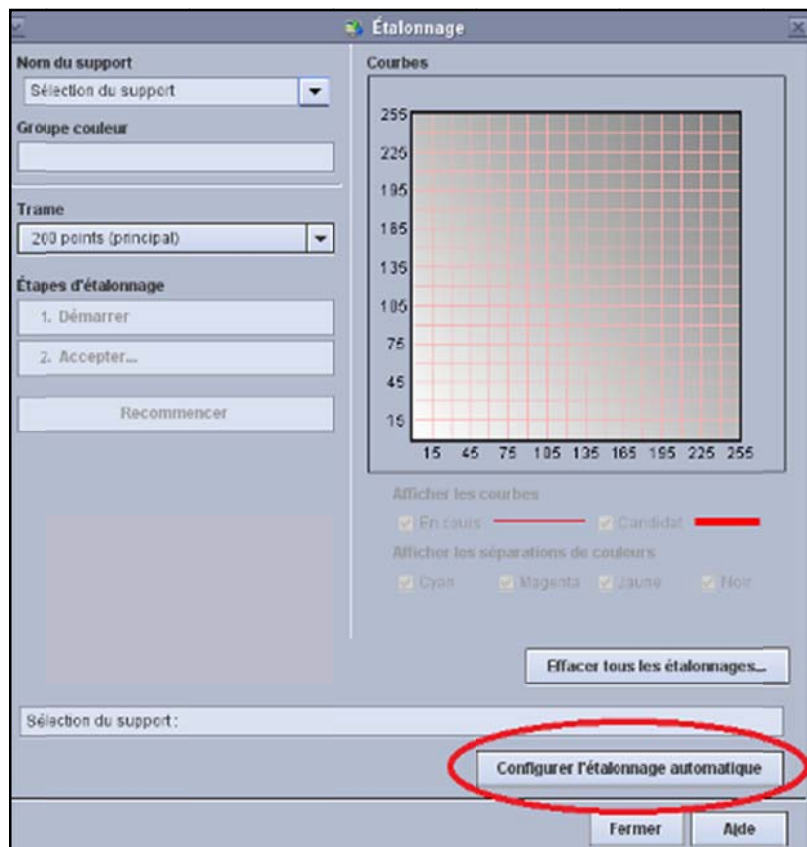 Étalonnage
Nom du support
Sélection du support
Groupe couleur
Trame
200 points (principal)
Étapes d'étalonnage
1. Démarrer
2. Accepter...
Recommencer
Courbes
255
225
195
165
135
105
75
45
15
15 45 75 105 135 165 195 225 255
Afficher les courbes
En cours Candidat
Afficher les séparations de couleurs
Cyan Magenta Jaune Noir
Effacer tous les étalonnages...
Sélection du support :
Configurer l'étalonnage automatique
Fermer Aide